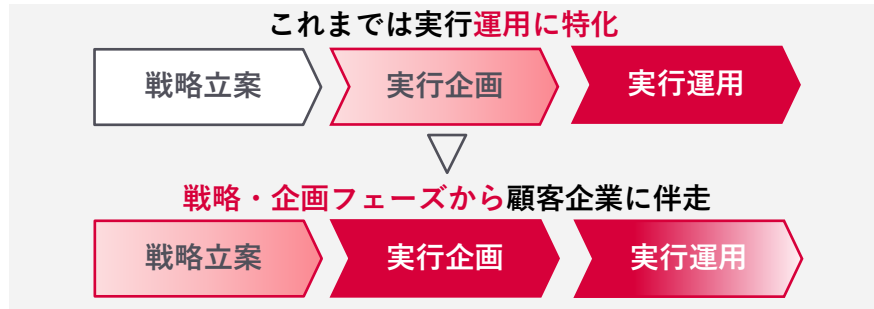 これまでは実行運用に特化
戦略立案
実行企画
実行運用
戦略・企画フェーズから顧客企業に伴走
戦略立案
実行企画
実行運用